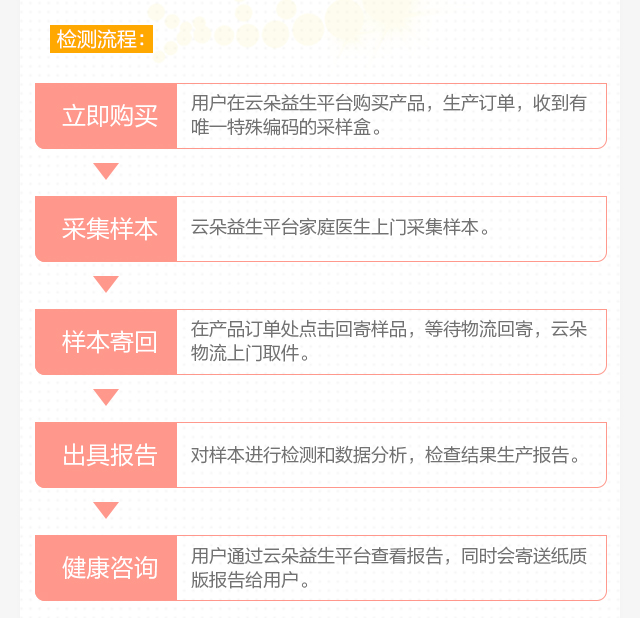 检测流程：
立即购买
用户在云朵益生平台购买产品，生产订单，收到有
唯一特殊编码的采样盒。
采集样本
云朵益生平台家庭医生上门采集样本。
样本寄回
在产品订单处点击回寄样品，等待物流回寄，云朵
物流上门取件。
出具报告
对样本进行检测和数据分析，检查结果生产报告。
健康咨询
用户通过云朵益生平台查看报告，同时会寄送纸质
版报告给用户。